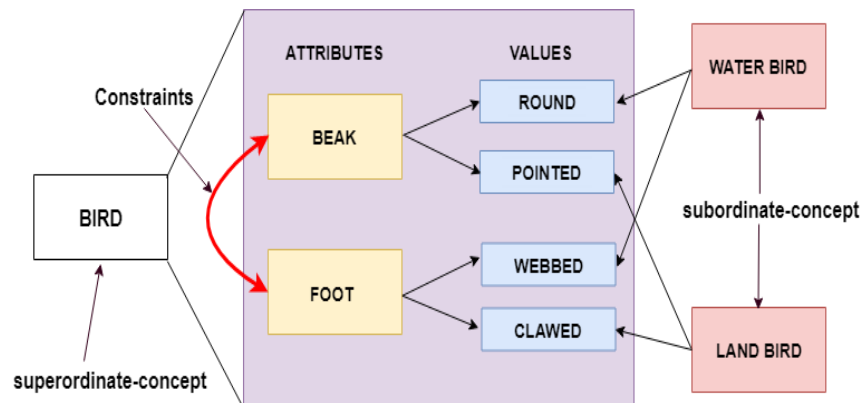 ATTRIBUTES
VALUES
Constraints
BEAK
ROUND
POINTED
WATER BIRD
BIRD
subordinate-concept
FOOT
WEBBED
CLAWED
LAND BIRD
superordinate-concept